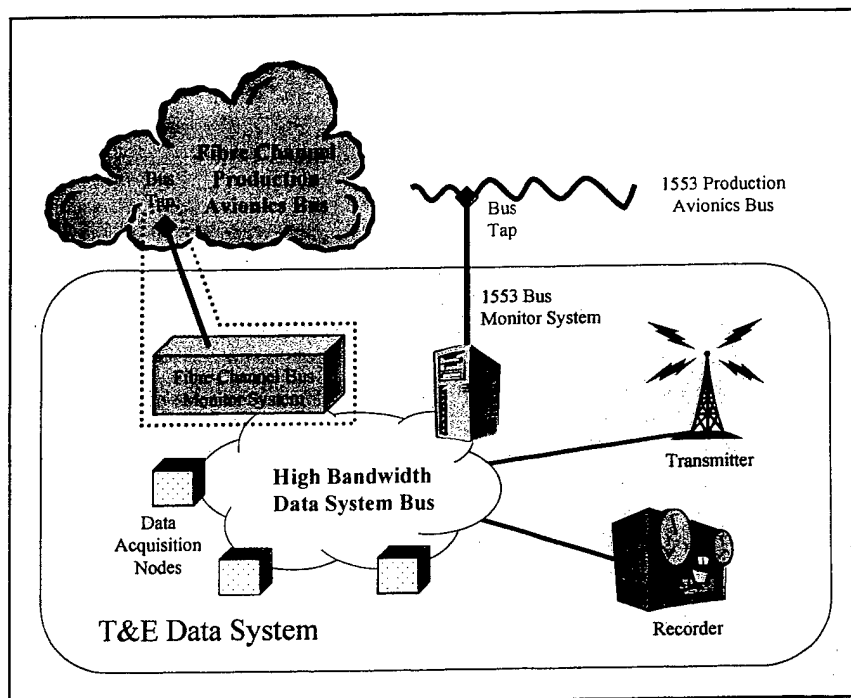 Fibre Channel
Production
Avionics Bus
Bus
Tap
1553 Production
Avionics Bus
Bus
Tap
1553 Bus
Monitor System
Fibre Channel Bus
Monitor System
Transmitter
High Bandwidth
Data System Bus
Data
Acquisition
Nodes
Recorder
T&E Data System